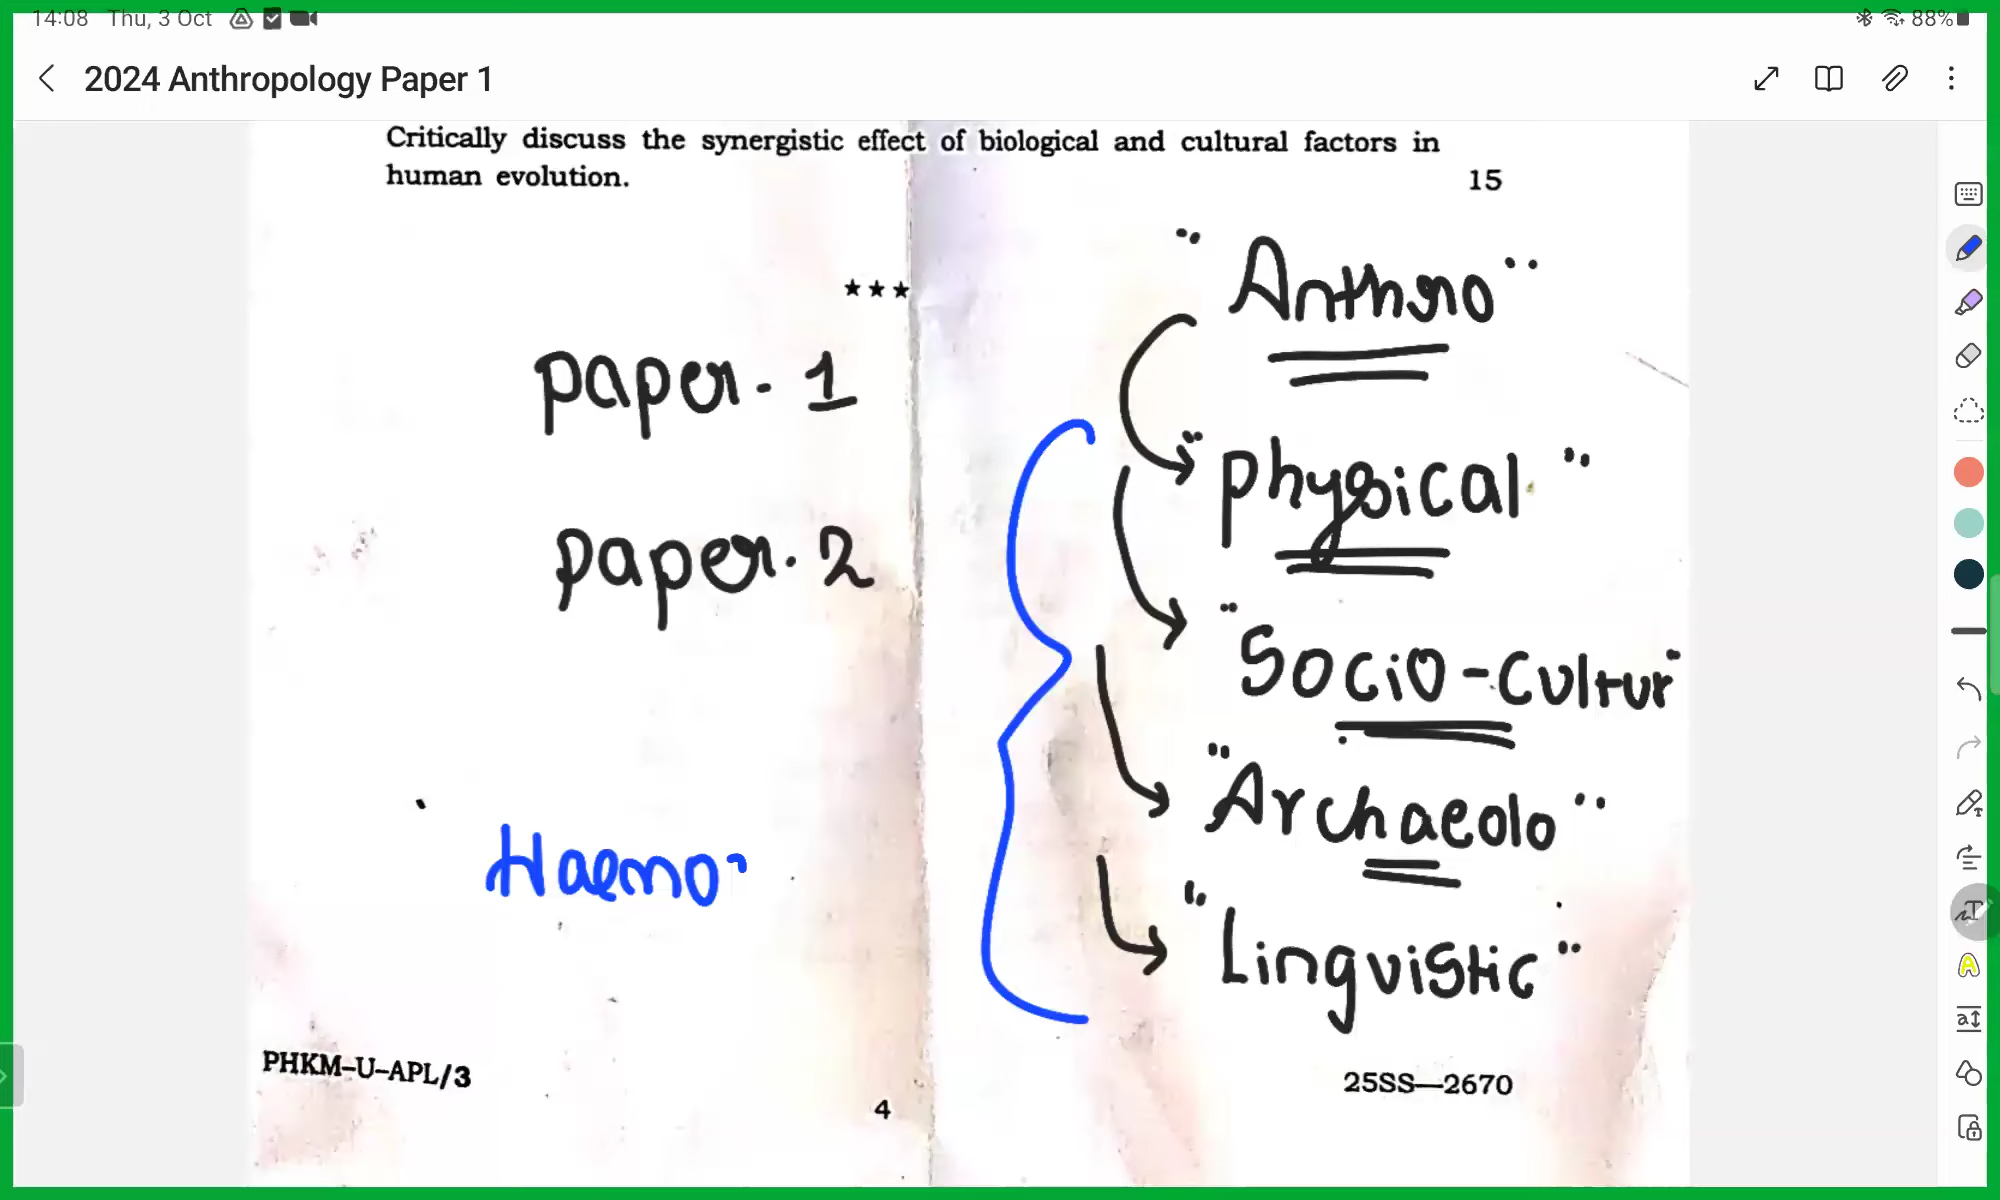 14:08 Thu, 3 Oct 88%
2024 Anthropology Paper 1
Critically discuss the synergistic effect of biological and cultural factors in
human evolution. 15
★★★
"Anthro"
paper-1
"physical"
paper.2
"Socio-Cultur"
"Archaeolo"
Haemo
"Linguistic"
PHKM–U–APL/3
25SS—2670
4